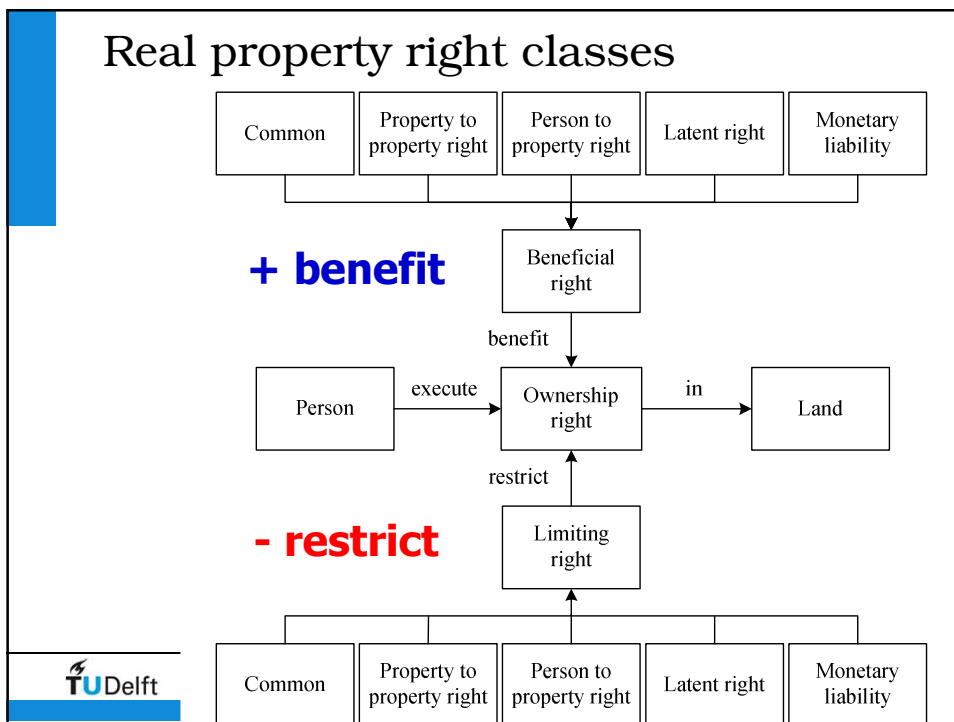 Real property right classes
Common
Property to
property right
Person to
property right
Latent right
Monetary
liability
+ benefit
Beneficial
right
benefit
Person
execute
Ownership
right
in
Land
restrict
- restrict
Limiting
right
Common
Property to
property right
Person to
property right
Latent right
Monetary
liability
TUDelft